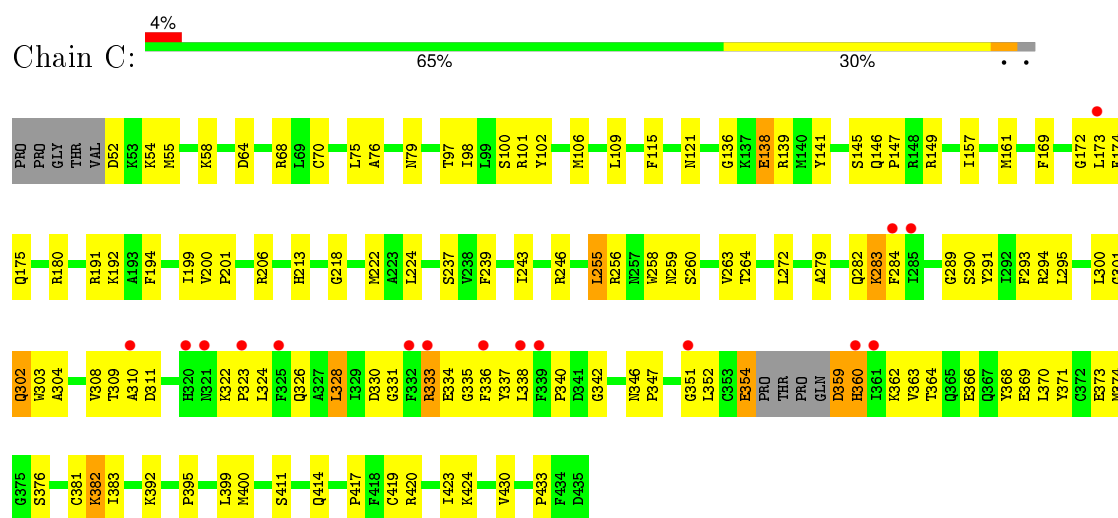 4%
Chain C:
65% 30% • •
PRO PRO GLY THR VAL D52 K53 K54 M55 K58 D64 R68 L69 C70 L75 A76 N79 T97 I98 L99 S100 R101 Y102 M106 L109 F115 N121 G136 K137 E138 R139 M140 Y141 S145 Q146 P147 R148 R149 I157 M161 F169 G172 L173
Q175 R180 R191 K192 A193 F194 I199 V200 P201 R206 H213 G218 M222 A223 L224 S237 V238 F239 I243 R246 L255 R256 N257 W258 N259 S260 V263 T264 L272 A279 Q282 K283 F284 I285 G289 S290 Y291 I292 F293 R294 L295 L300
Q302 W303 A304 V308 T309 A310 D311 H320 N321 K322 P323 L324 F325 Q326 A327 L328 I329 D330 G331 F332 R333 E334 G335 F336 Y337 L338 F339 P340 D341 G342 N346 P347 G351 L352 C353 E354 PRO THR PRO GLN D359 H360 I361 K362 V363 T364 Q365 E366 Q367 Y368 E369 L370 Y371 C372 E373 M374
G375 S376 C381 K382 I383 K392 P395 L399 M400 S411 Q414 P417 F418 C419 R420 I423 K424 V430 P433 F434 D435